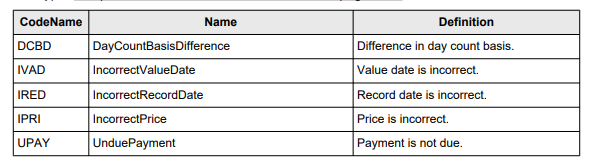 CodeName Name Definition
DCBD DayCountBasisDifference Difference in day count basis.
IVAD IncorrectValueDate Value date is incorrect.
IRED IncorrectRecordDate Record date is incorrect.
IPRI IncorrectPrice Price is incorrect.
UPAY UnduePayment Payment is not due.